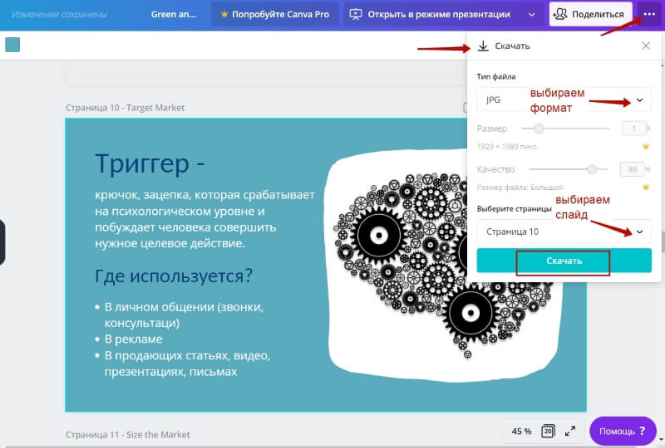 Изменения сохранены
Green an...
Попробуйте Canva Pro
Открыть в режиме презентации
Поделиться
Скачать
Тип файла
JPG
выбираем
формат
Размер
1
X
1920 × 1080 пикс.
Качество
80
%
Размер файла: Большой
Выберите страницы
выбираем
слайд
Страница 10
Скачать
Страница 10 - Target Market
Триггер -
крючок, зацепка, которая срабатывает
на психологическом уровне и
побуждает человека совершить
нужное целевое действие.
Где используется?
• В личном общении (звонки,
консультаци)
• В рекламе
• В продающих статьях, видео,
презентациях, письмах
Страница 11 - Size the Market
45 %
20
Помощь ?